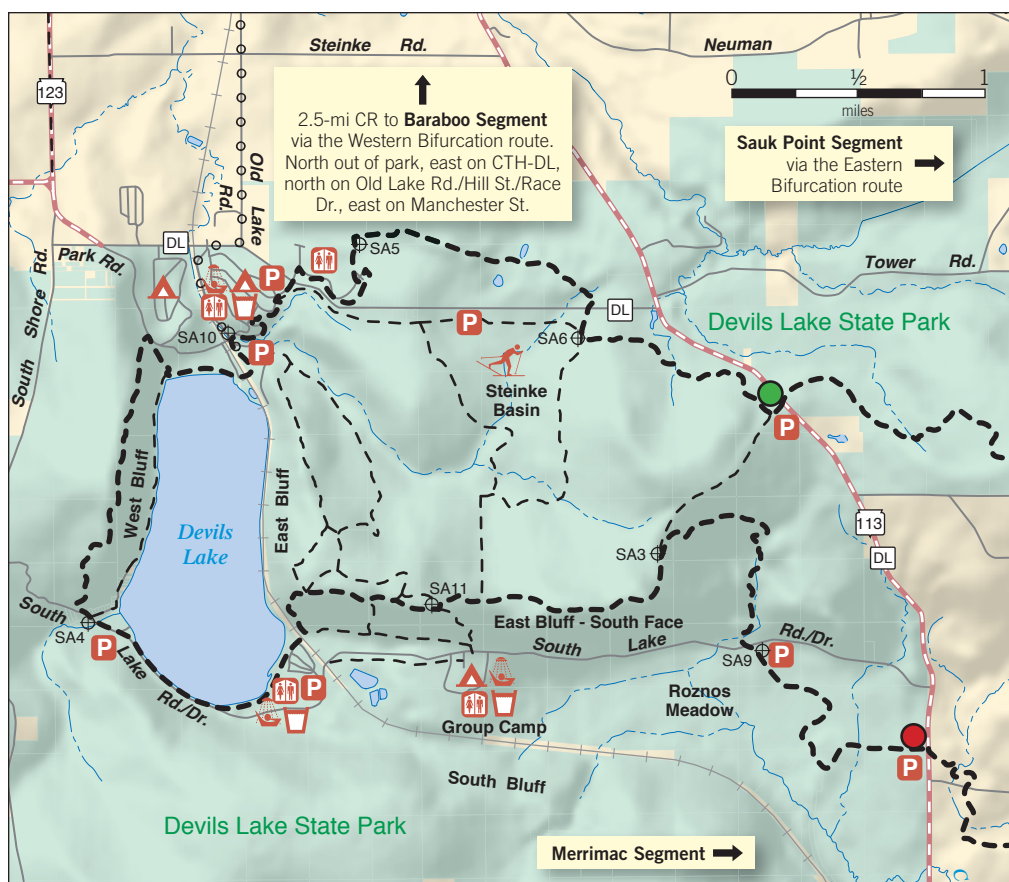 Steinke Rd.
Neuman
123
0 ½ 1
miles
2.5-mi CR to Baraboo Segment
via the Western Bifurcation route.
North out of park, east on CTH-DL,
north on Old Lake Rd./Hill St./Race
Dr., east on Manchester St.
Sauk Point Segment
via the Eastern
Bifurcation route
Old Lake
Rd.
DL
SA5
Park Rd.
South Shore Rd.
P
Tower Rd.
DL
Devils Lake State Park
P
SA6
SA10
P
Steinke
Basin
P
West Bluff
East Bluff
Devils
Lake
113
DL
SA3
SA11
East Bluff - South Face
South Lake Rd./Dr.
SA4
P
South Lake Rd./Dr.
SA9
P
P
Roznos
Meadow
Group Camp
P
South Bluff
Devils Lake State Park
Merrimac Segment